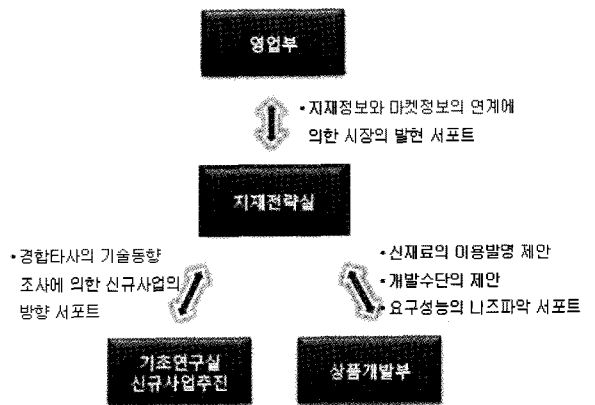 영업부
•지재정보와 마켓정보의 연계에
의한 시장의 발현 서포트
지재전략실
•경합타사의 기술동향
조사에 의한 신규사업의
방향 서포트
•신재료의 이용발명 제안
•개발수단의 제안
•요구성능의 니즈파악 서포트
기초연구실
신규사업추진
상품개발부